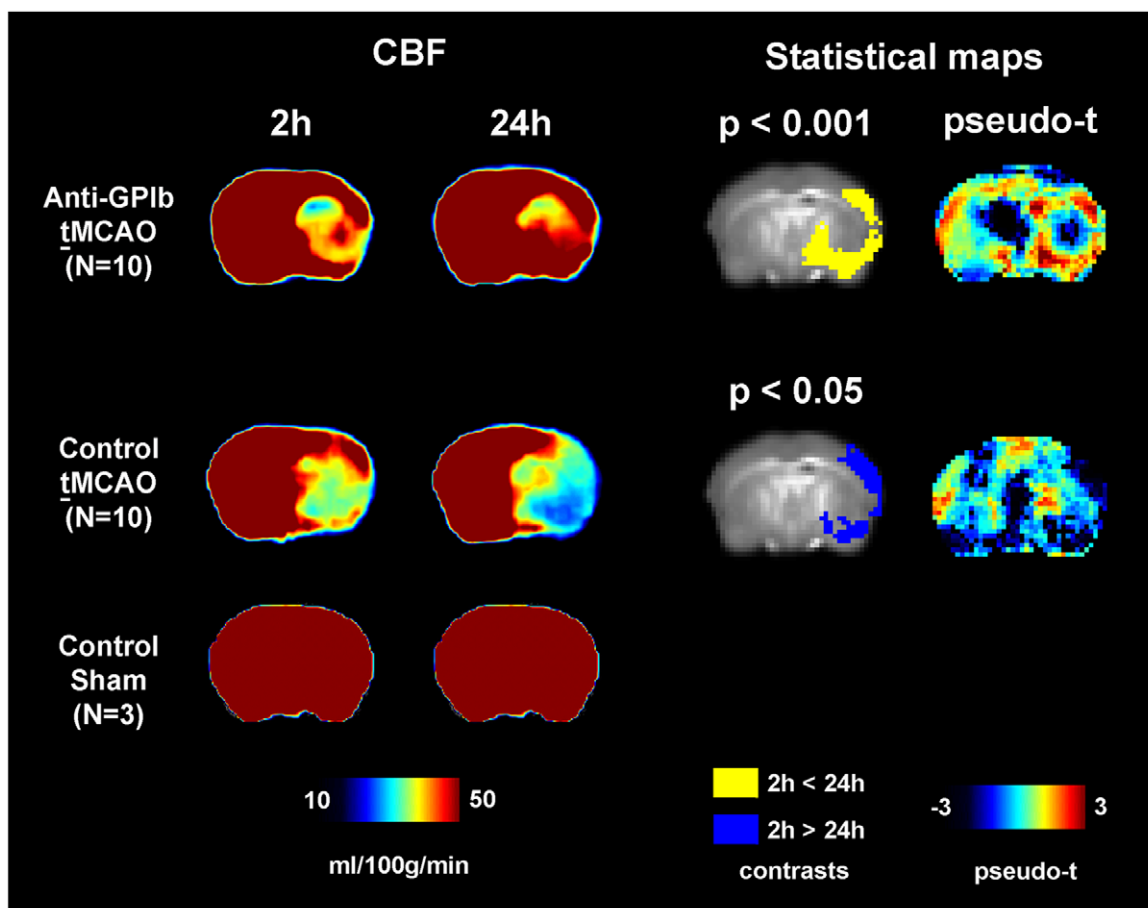 CBF
Statistical maps
2h
24h
p < 0.001
pseudo-t
Anti-GPIb
tMCAO
(N=10)
p < 0.05
Control
tMCAO
(N=10)
Control
Sham
(N=3)
10
50
ml/100g/min
2h < 24h
2h > 24h
contrasts
-3
3
pseudo-t